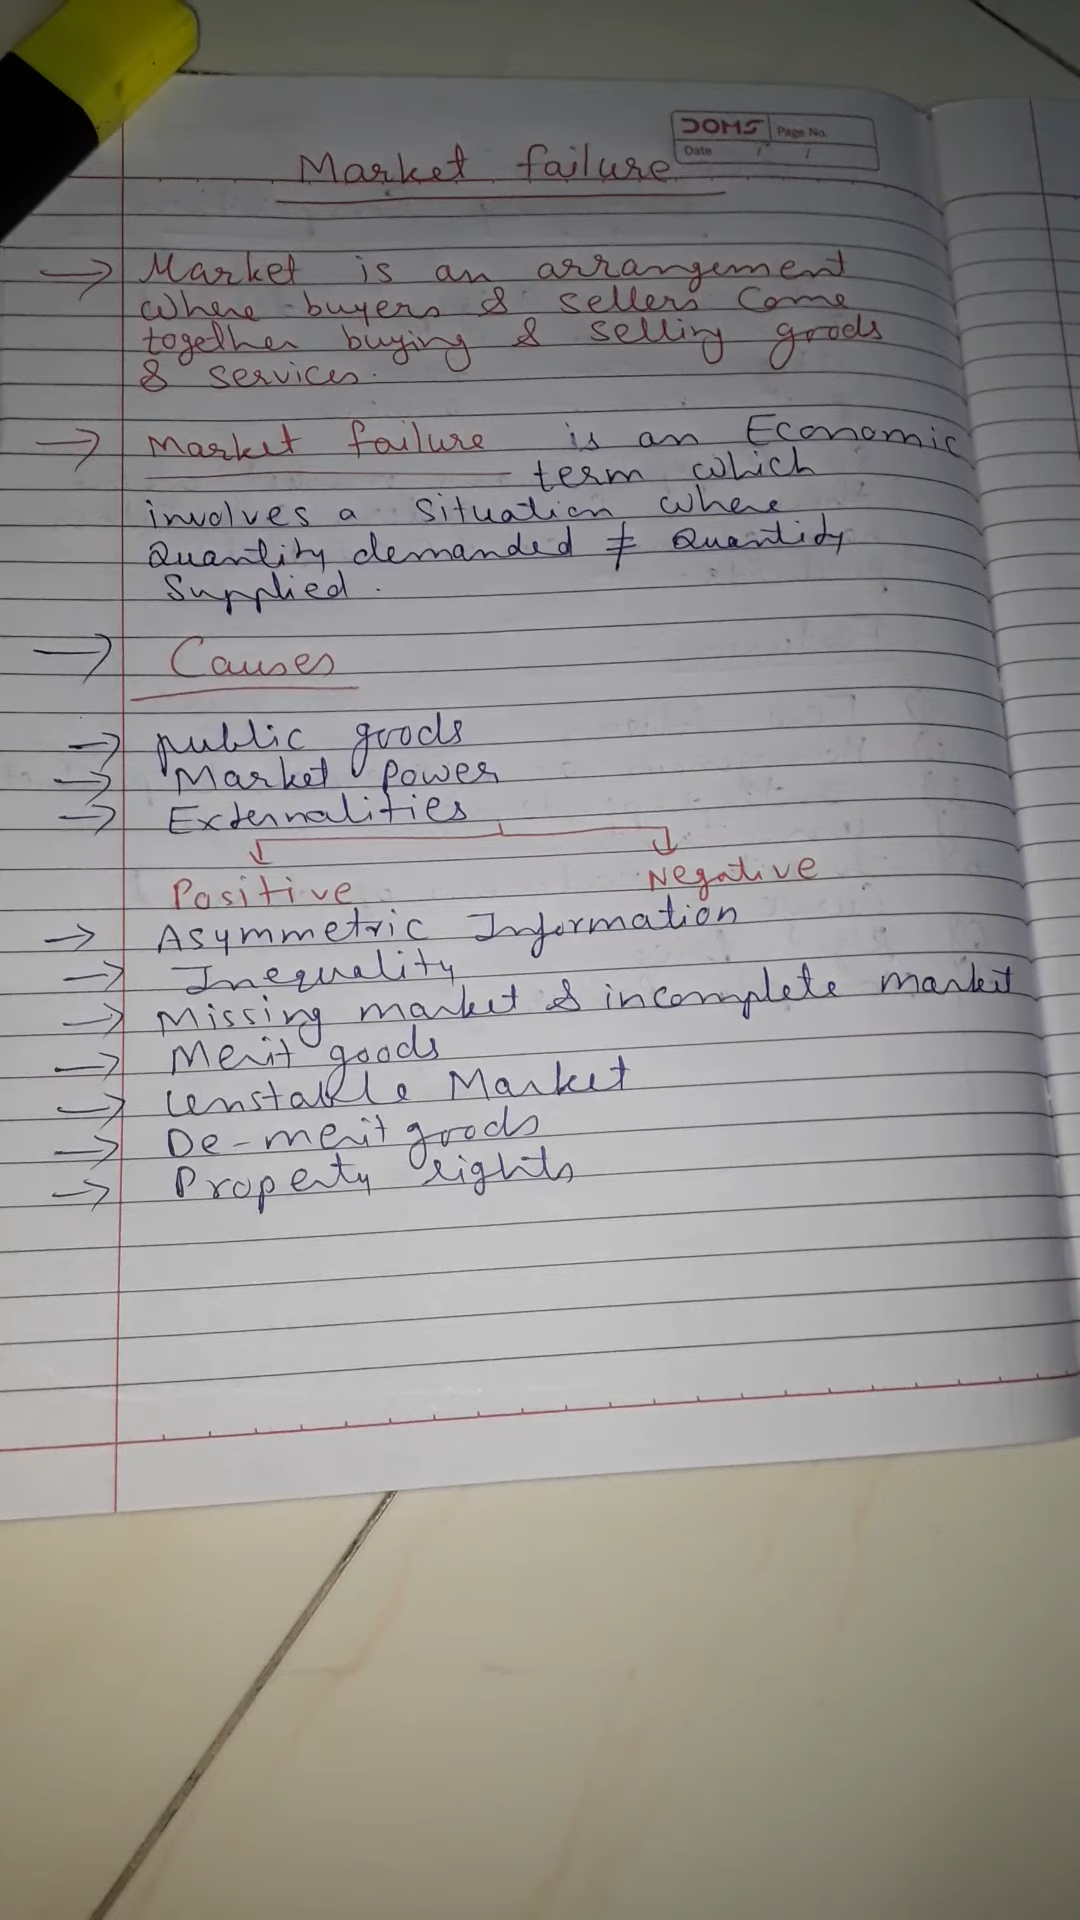 DOMS Page No.
Date / /
Market failure
→ Market is an arrangement
where buyers & sellers come
together buying & selling goods
& services.
→ Market failure is an Economic
term which
involves a situation where
Quantity demanded ≠ Quantity
Supplied.
→ Causes
→ public goods
→ Market Power
→ Externalities
Positive Negative
→ Asymmetric Information
→ Inequality
→ Missing market & incomplete market
→ Merit goods
→ Unstable Market
→ De-merit goods
→ Property rights